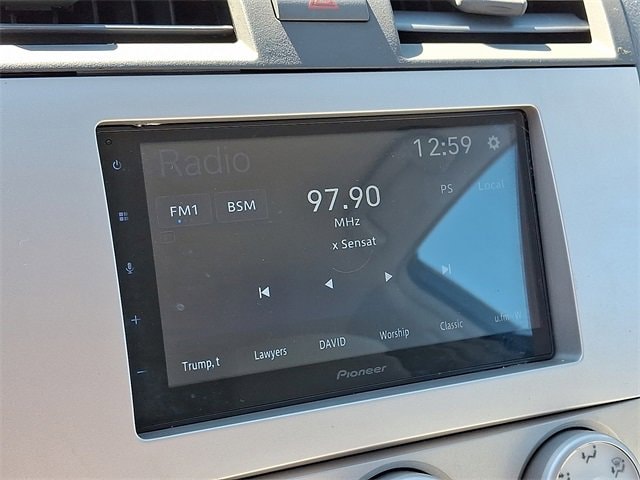 Radio
12:59
FM1
BSM
97.90
MHz
PS
Local
x Sensat
Trump, t
Lawyers
DAVID
Worship
Classic
Pioneer